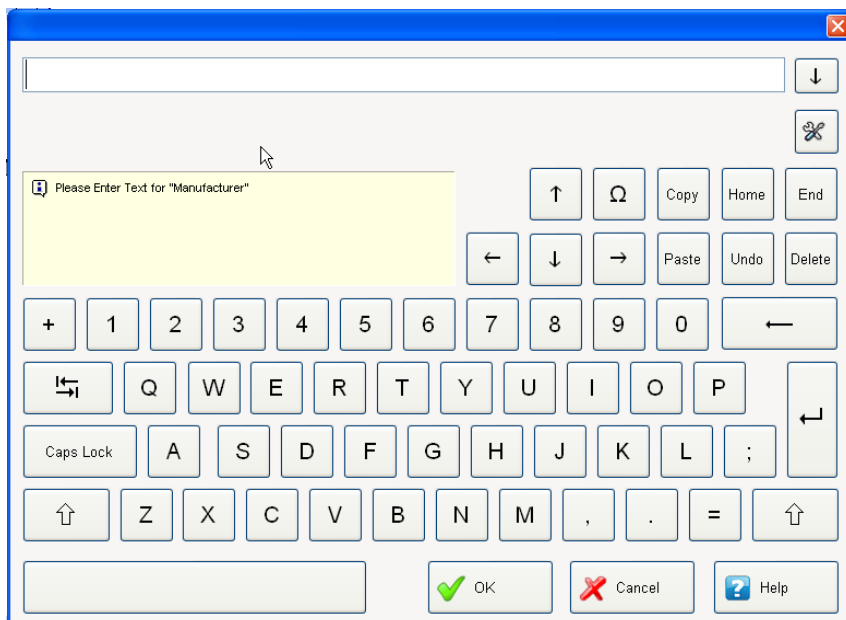 ↓
Please Enter Text for "Manufacturer"
↑ Ω Copy Home End
← ↓ → Paste Undo Delete
+ 1 2 3 4 5 6 7 8 9 0 ←
Q W E R T Y U I O P
Caps Lock A S D F G H J K L ;
Z X C V B N M , . =
OK Cancel Help